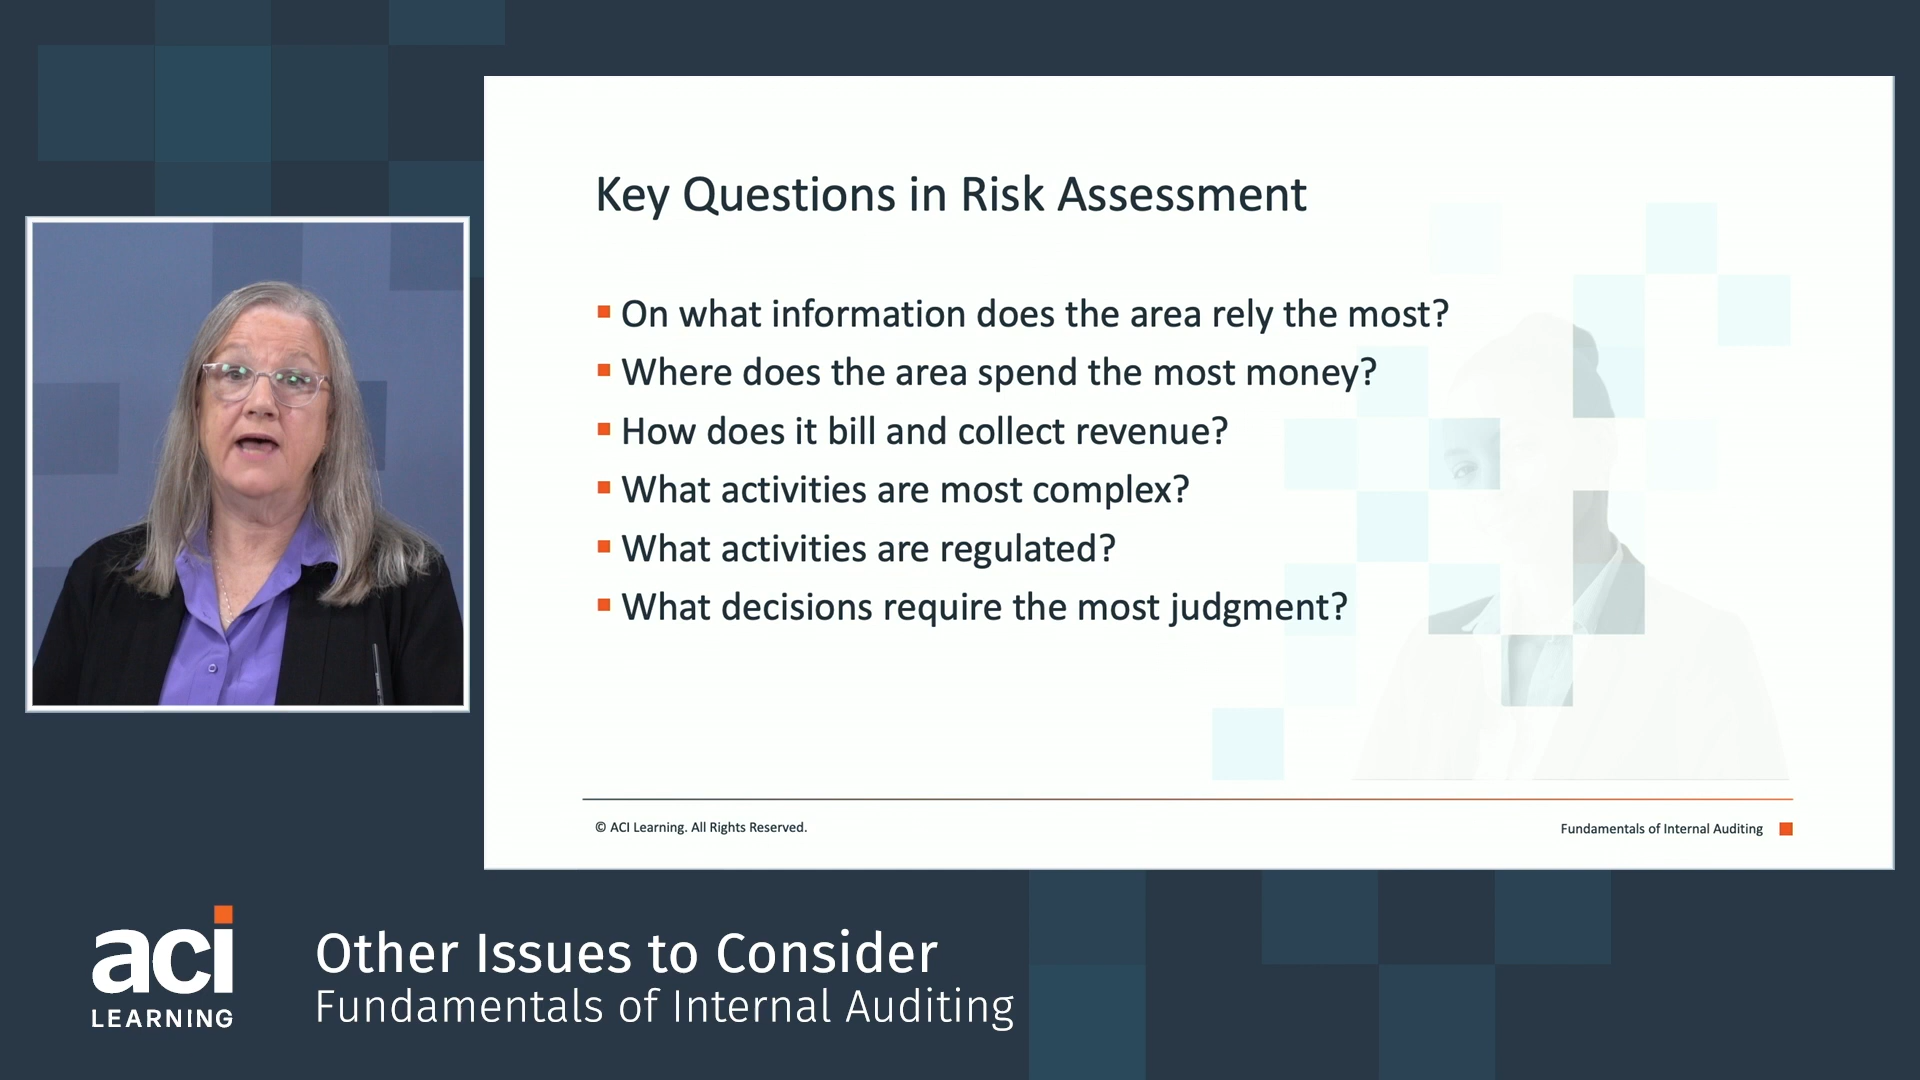 Key Questions in Risk Assessment
On what information does the area rely the most?
Where does the area spend the most money?
How does it bill and collect revenue?
What activities are most complex?
What activities are regulated?
What decisions require the most judgment?
© ACI Learning. All Rights Reserved.
Fundamentals of Internal Auditing
aci
LEARNING
Other Issues to Consider
Fundamentals of Internal Auditing